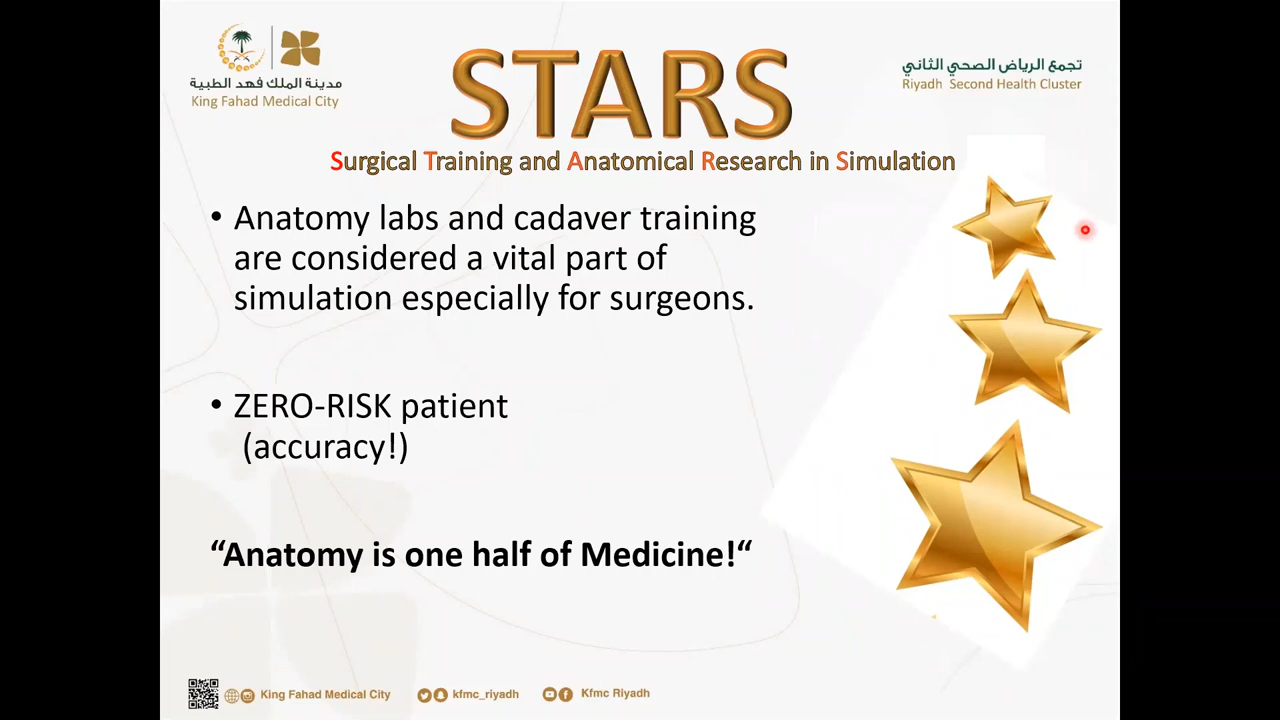 مدينة الملك فهد الطبية
King Fahad Medical City
STARS
تجمع الرياض الصحي الثاني
Riyadh Second Health Cluster
Surgical Training and Anatomical Research in Simulation
• Anatomy labs and cadaver training
are considered a vital part of
simulation especially for surgeons.
• ZERO-RISK patient
(accuracy!)
“Anatomy is one half of Medicine!“
King Fahad Medical City
kfmc_riyadh
Kfmc Riyadh